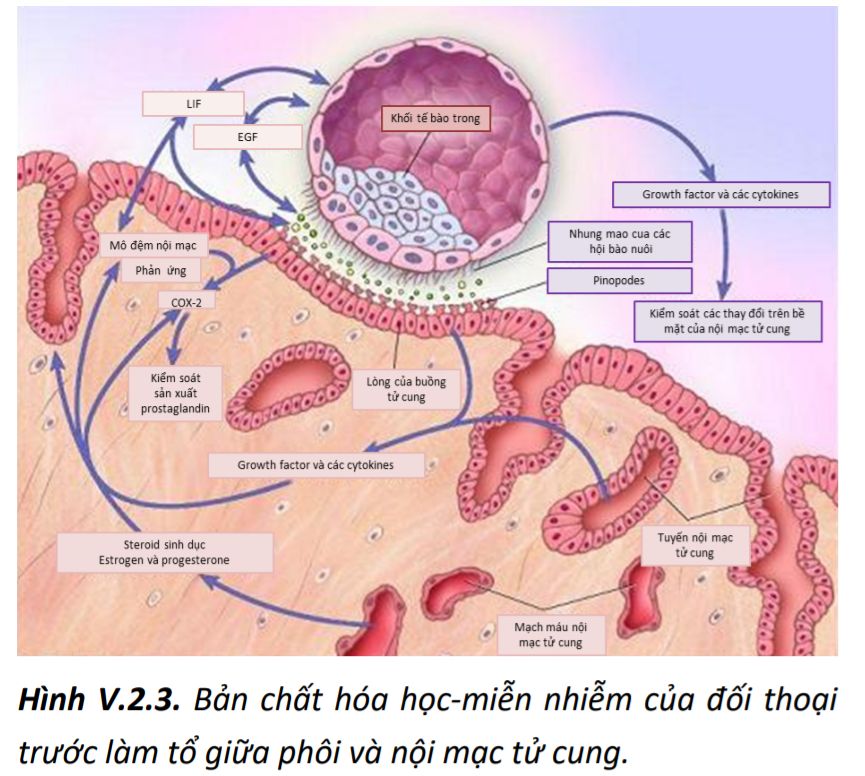 LIF
EGF
Khối tế bào trong
Growth factor và các cytokines
Nhung mao cua các
hội bào nuôi
Pinopodes
Kiểm soát các thay đổi trên bề
mặt của nội mạc tử cung
Mô đệm nội mạc
Phản ứng
COX-2
Kiểm soát
sản xuất
prostaglandin
Lòng của buồng
tử cung
Growth factor và các cytokines
Steroid sinh dục
Estrogen và progesterone
Tuyến nội mạc
tử cung
Mạch máu nội
mạc tử cung
Hình V.2.3. Bản chất hóa học-miễn nhiễm của đối thoại
trước làm tổ giữa phôi và nội mạc tử cung.